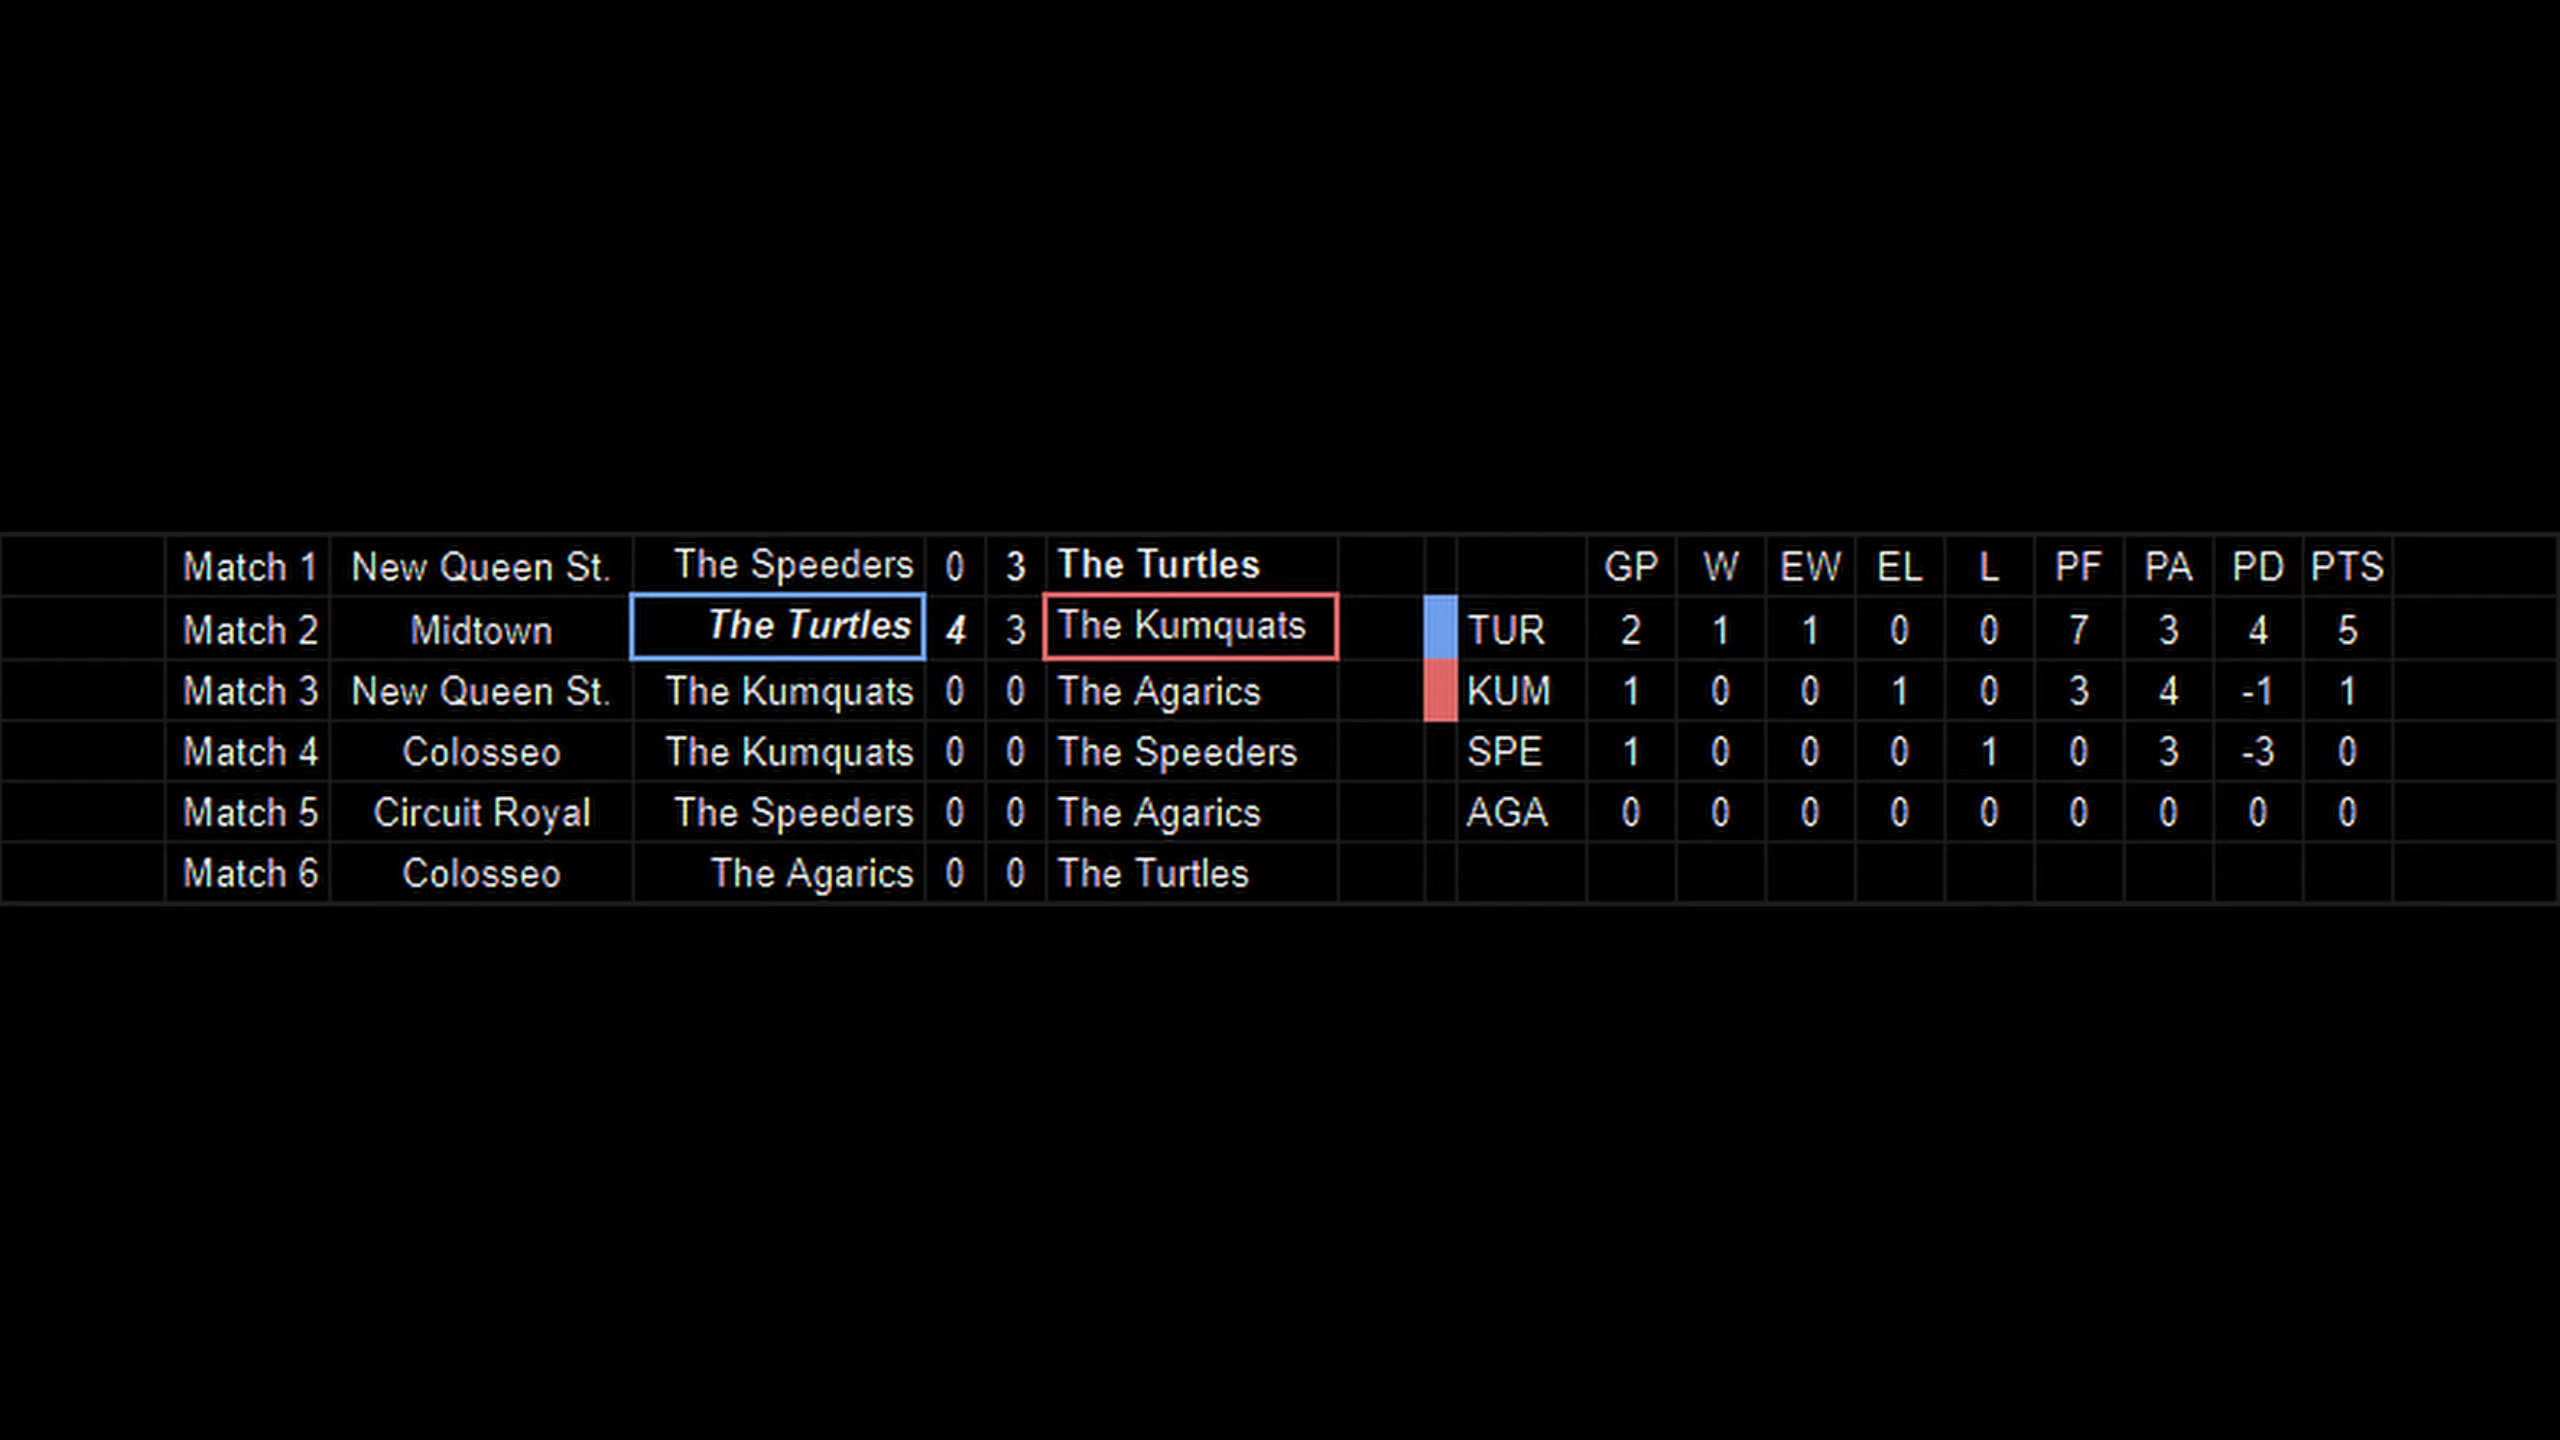 Match 1 New Queen St. The Speeders 0 3 The Turtles
Match 2 Midtown The Turtles 4 3 The Kumquats
Match 3 New Queen St. The Kumquats 0 0 The Agarics
Match 4 Colosseo The Kumquats 0 0 The Speeders
Match 5 Circuit Royal The Speeders 0 0 The Agarics
Match 6 Colosseo The Agarics 0 0 The Turtles
GP W EW EL L PF PA PD PTS
TUR 2 1 1 0 0 7 3 4 5
KUM 1 0 0 1 0 3 4 -1 1
SPE 1 0 0 0 1 0 3 -3 0
AGA 0 0 0 0 0 0 0 0 0